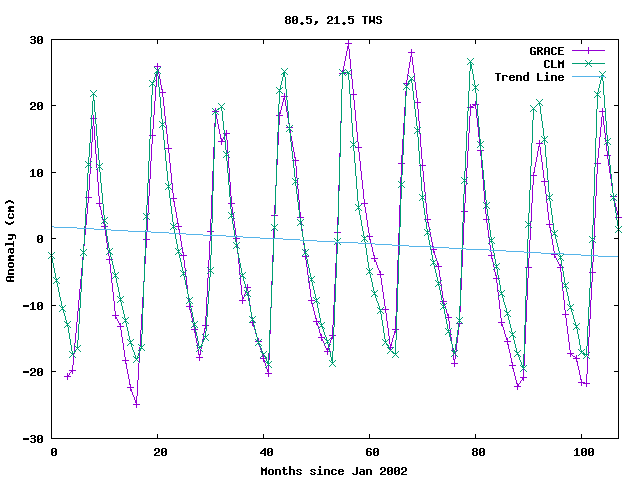 80.5, 21.5 TWS
GRACE
CLM
Trend Line
Anomaly (cm)
30
20
10
0
-10
-20
-30
0 20 40 60 80 100
Months since Jan 2002